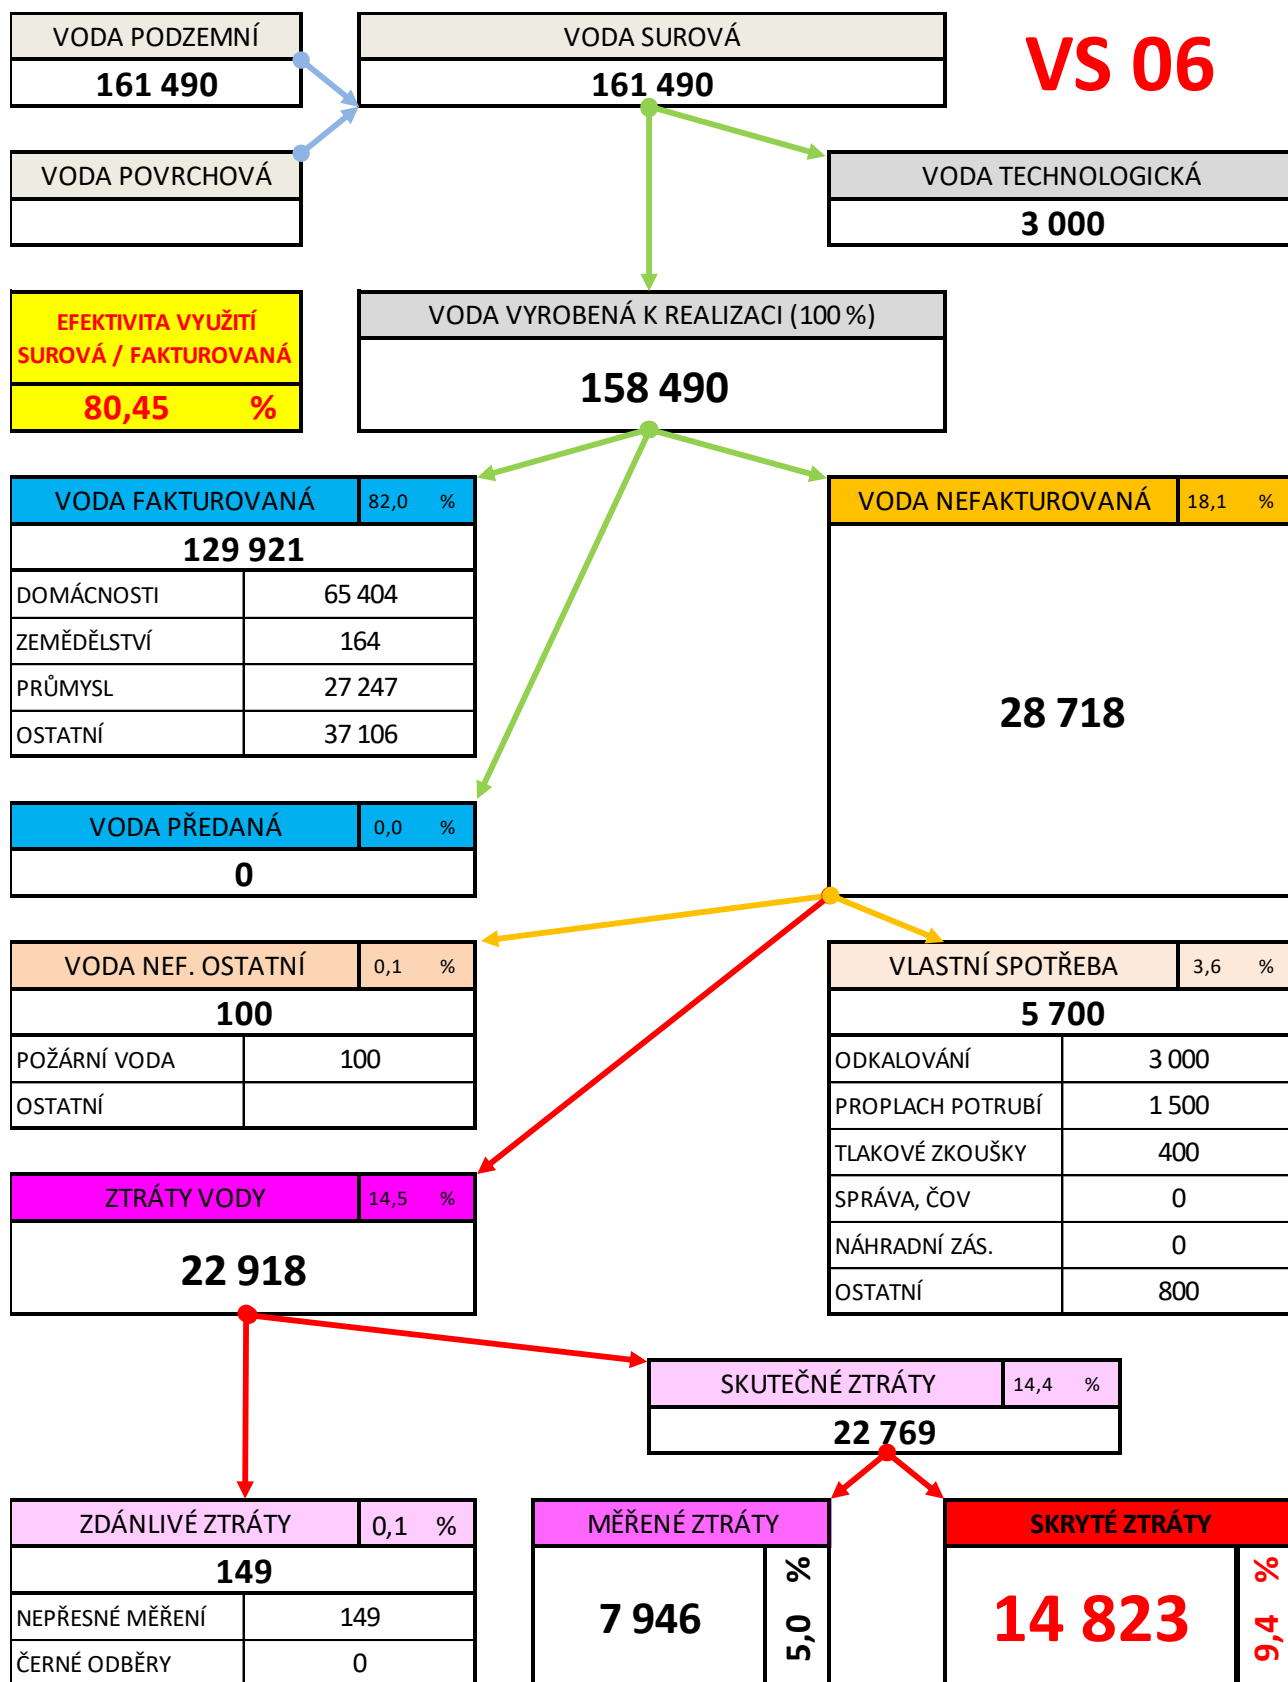 VODA PODZEMNÍ
161 490
VODA SUROVÁ
161 490
VS 06
VODA POVRCHOVÁ
VODA TECHNOLOGICKÁ
3 000
EFEKTIVITA VYUŽITÍ
SUROVÁ / FAKTUROVANÁ
80,45 %
VODA VYROBENÁ K REALIZACI (100 %)
158 490
VODA FAKTUROVANÁ 82,0 %
129 921
DOMÁCNOSTI 65 404
ZEMĚDĚLSTVÍ 164
PRŮMYSL 27 247
OSTATNÍ 37 106
VODA NEFAKTUROVANÁ 18,1 %
28 718
VODA PŘEDANÁ 0,0 %
0
VODA NEF. OSTATNÍ 0,1 %
100
POŽÁRNÍ VODA 100
OSTATNÍ
VLASTNÍ SPOTŘEBA 3,6 %
5 700
ODKALOVÁNÍ 3 000
PROPLACH POTRUBÍ 1 500
TLAKOVÉ ZKOUŠKY 400
SPRÁVA, ČOV 0
NÁHRADNÍ ZÁS. 0
OSTATNÍ 800
ZTRÁTY VODY 14,5 %
22 918
SKUTEČNÉ ZTRÁTY 14,4 %
22 769
ZDÁNLIVÉ ZTRÁTY 0,1 %
149
NEPŘESNÉ MĚŘENÍ 149
ČERNÉ ODBĚRY 0
MĚŘENÉ ZTRÁTY
7 946
5,0 %
SKRYTÉ ZTRÁTY
14 823
9,4 %